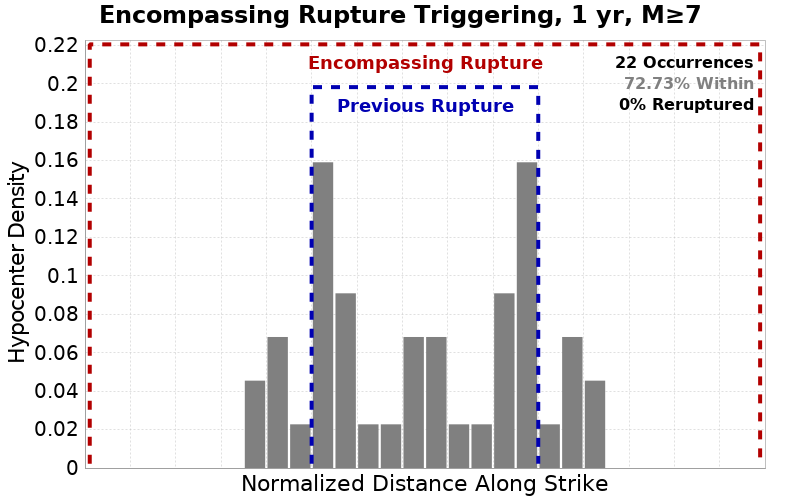 Encompassing Rupture Triggering, 1 yr, M≥7
0.22
0.2
0.18
0.16
0.14
0.12
0.1
0.08
0.06
0.04
0.02
0
Hypocenter Density
Encompassing Rupture
Previous Rupture
22 Occurrences
72.73% Within
0% Reruptured
Normalized Distance Along Strike